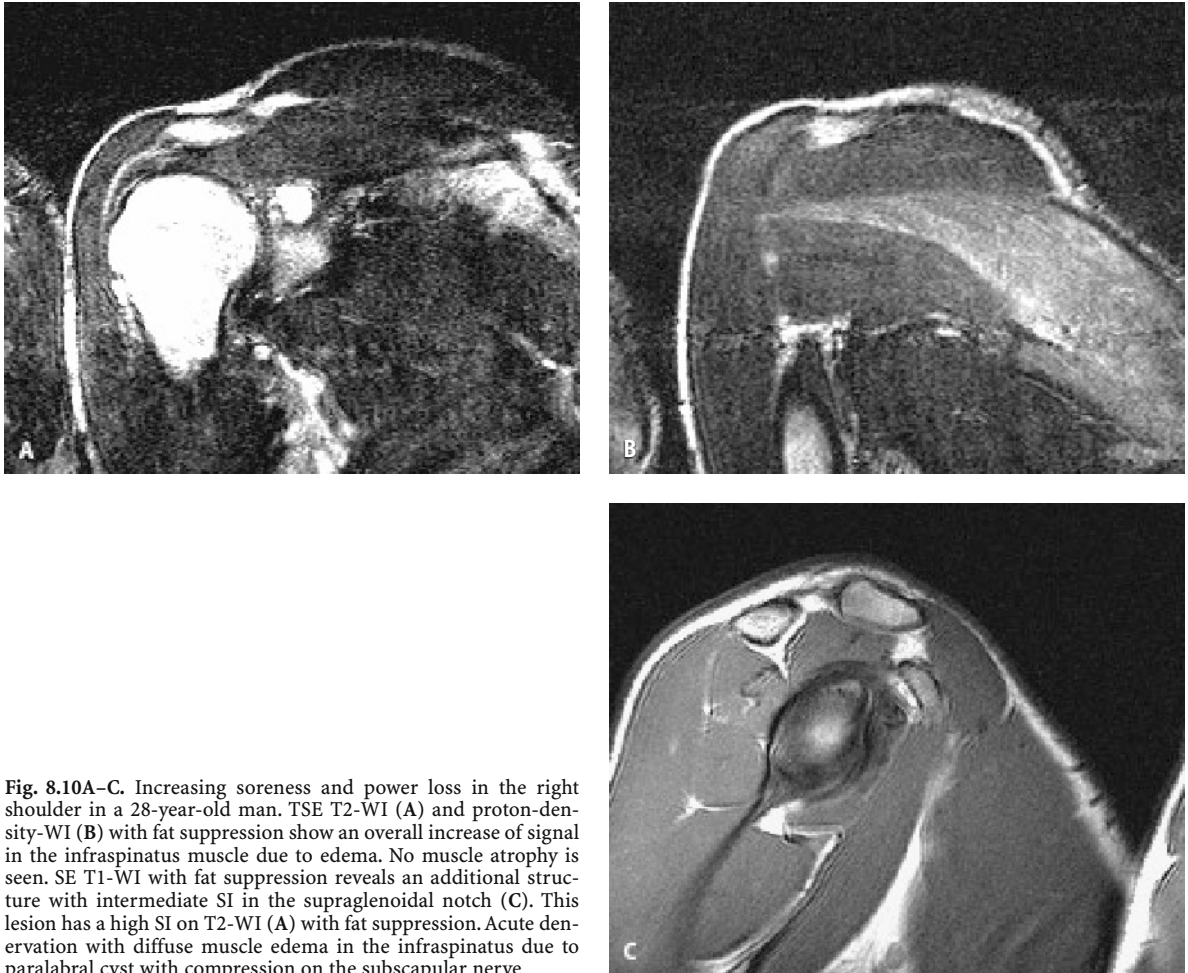 A
B
C
Fig. 8.10A–C. Increasing soreness and power loss in the right
shoulder in a 28-year-old man. TSE T2-WI (A) and proton-den-
sity-WI (B) with fat suppression show an overall increase of signal
in the infraspinatus muscle due to edema. No muscle atrophy is
seen. SE T1-WI with fat suppression reveals an additional struc-
ture with intermediate SI in the supraglenoidal notch (C). This
lesion has a high SI on T2-WI (A) with fat suppression. Acute den-
ervation with diffuse muscle edema in the infraspinatus due to
paralabral cyst with compression on the subscapular nerve